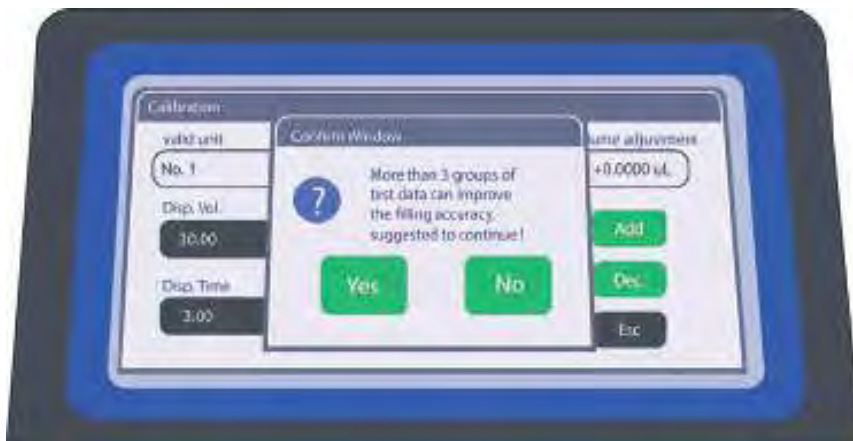 Calibration
valid unit
No. 1
Disp. Vol.
30.00
Disp. Time
3.00
Confirm Window
?
More than 3 groups of
test data can improve
the filling accuracy,
suggested to continue!
Yes
No
adjustment
+0.0000 uL
Add
Dec.
Esc